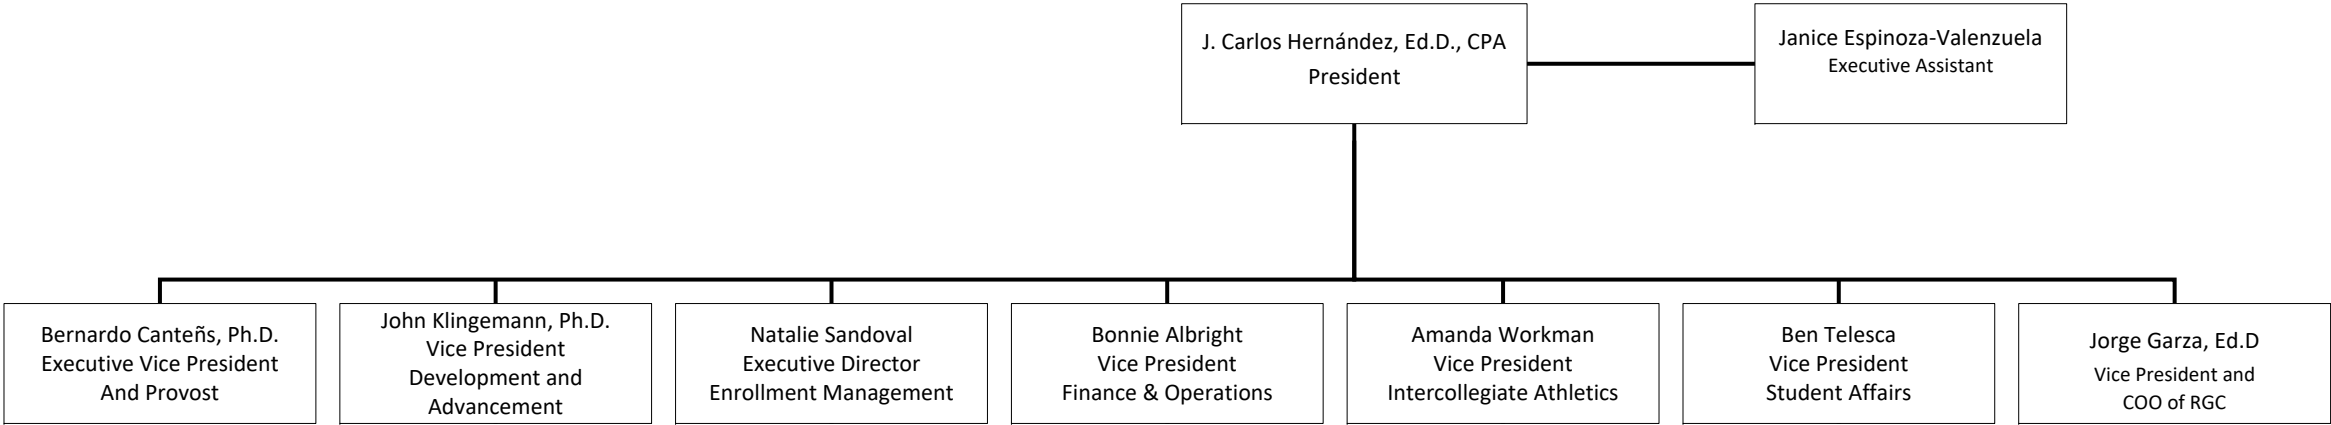 J. Carlos Hernández, Ed.D., CPA
President
Janice Espinoza-Valenzuela
Executive Assistant
Bernardo Canteñs, Ph.D.
Executive Vice President
And Provost
John Klingemann, Ph.D.
Vice President
Development and
Advancement
Natalie Sandoval
Executive Director
Enrollment Management
Bonnie Albright
Vice President
Finance & Operations
Amanda Workman
Vice President
Intercollegiate Athletics
Ben Telesca
Vice President
Student Affairs
Jorge Garza, Ed.D
Vice President and
COO of RGC